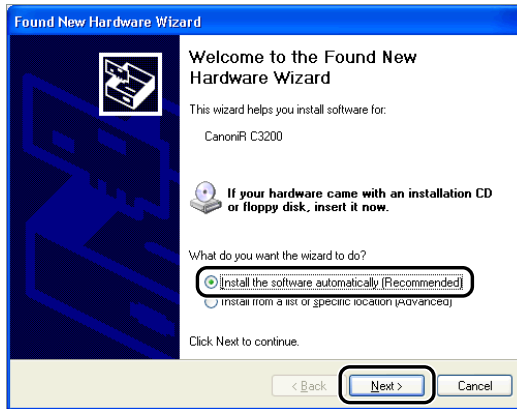 Found New Hardware Wizard
Welcome to the Found New
Hardware Wizard
This wizard helps you install software for:
CanoniR C3200
If your hardware came with an installation CD
or floppy disk, insert it now.
What do you want the wizard to do?
Install the software automatically (Recommended)
Install from a list or specific location (Advanced)
Click Next to continue.
< Back
Next >
Cancel